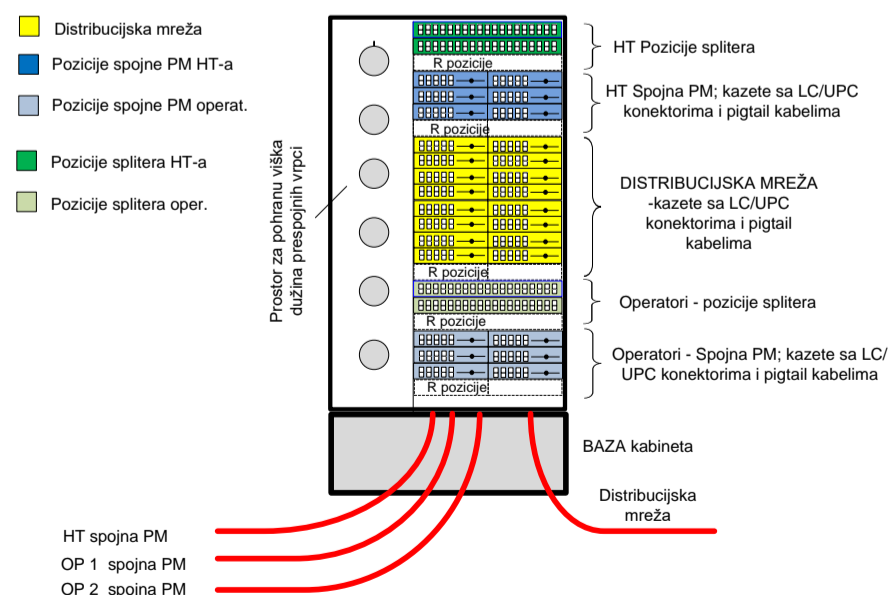 Distribucijska mreža
Pozicije spojne PM HT-a
Pozicije spojne PM operat.
Pozicije splitera HT-a
Pozicije splitera oper.
Prostor za pohranu viška
dužina prespojnih vrpci
R pozicije
R pozicije
R pozicije
R pozicije
R pozicije
HT Pozicije splitera
HT Spojna PM; kazete sa LC/UPC
konektorima i pigtail kabelima
DISTRIBUCIJSKA MREŽA
-kazete sa LC/UPC
konektorima i pigtail
kabelima
Operatori - pozicije splitera
Operatori - Spojna PM; kazete sa LC/
UPC konektorima i pigtail kabelima
BAZA kabineta
Distribucijska
mreža
HT spojna PM
OP 1 spojna PM
OP 2 spojna PM